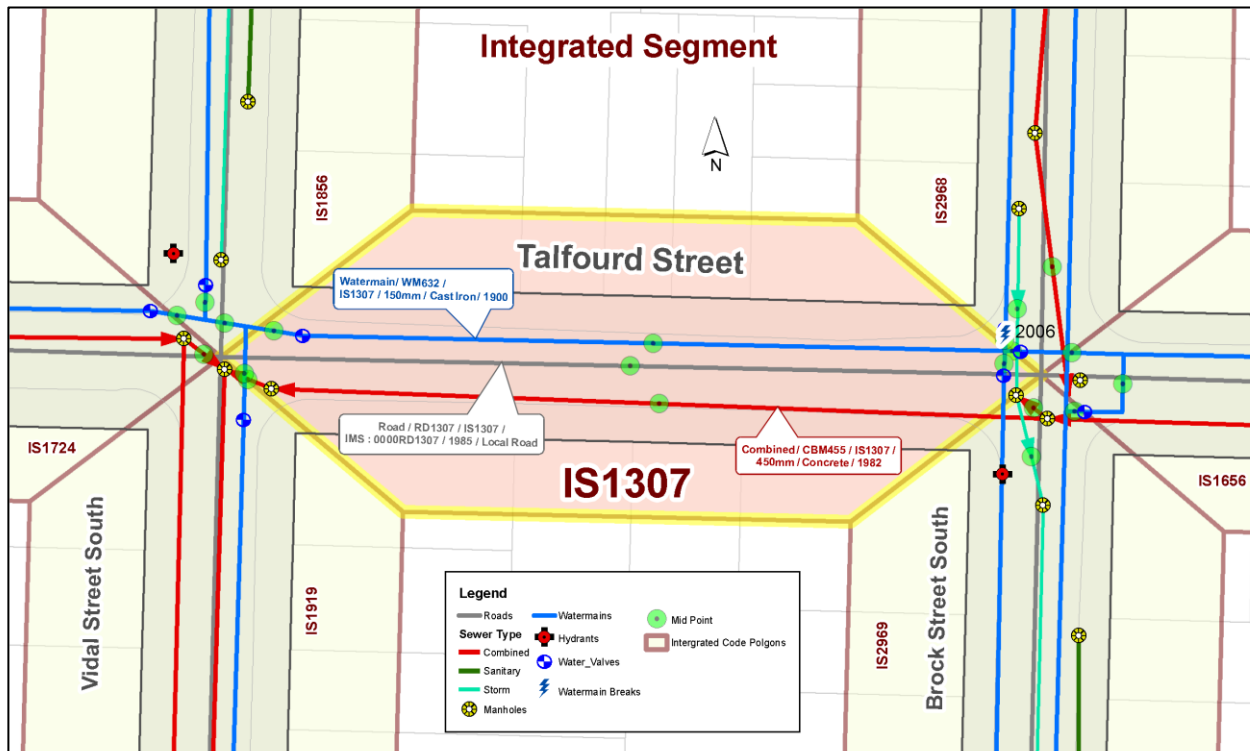 Integrated Segment
N
IS1856
IS2968
Talfourd Street
Watermain/ WM632 /
IS1307 / 150mm / Cast Iron/ 1900
2006
Road / RD1307 / IS1307 /
IMS : 0000RD1307 / 1985 / Local Road
Combined / CBM455 / IS1307 /
450mm / Concrete / 1982
IS1724
IS1307
IS1656
Vidal Street South
IS1919
IS2969
Brock Street South
Legend
Roads
Sewer Type
Combined
Sanitary
Storm
Manholes
Watermains
Hydrants
Water_Valves
Watermain Breaks
Mid Point
Intergrated Code Polgons